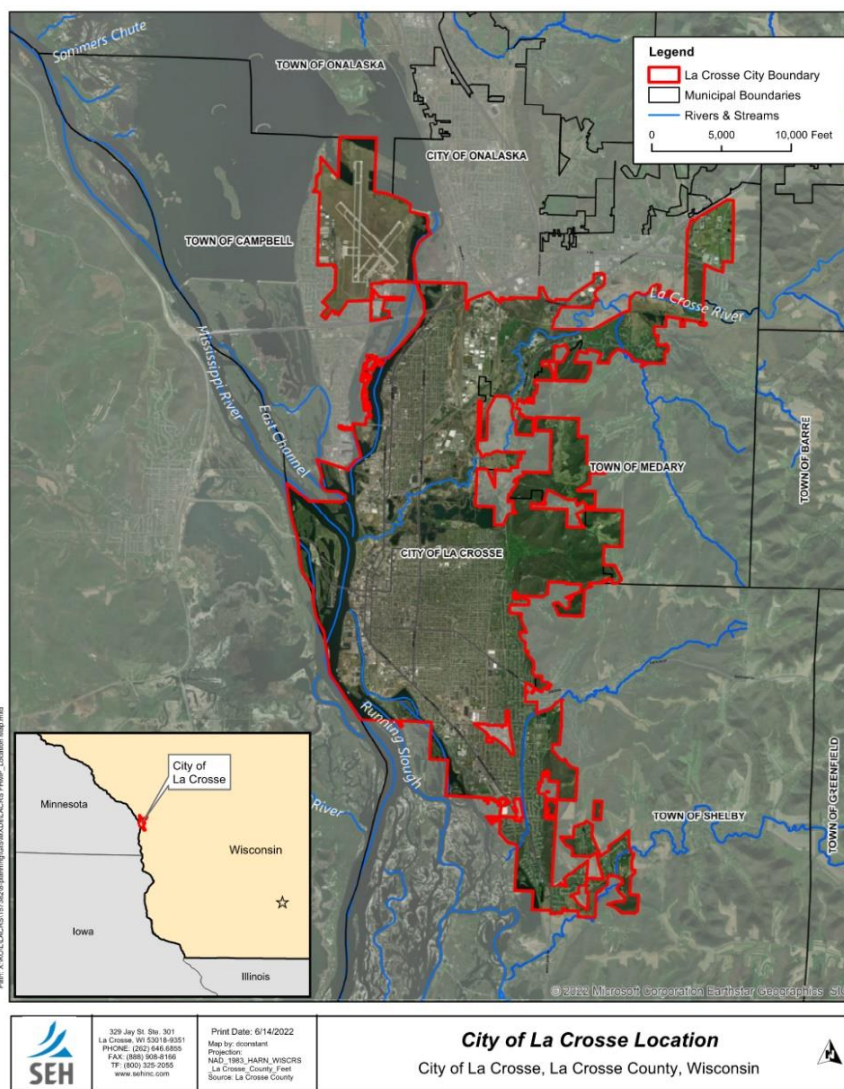 Sommers Chute
TOWN OF ONALASKA
Legend
La Crosse City Boundary
Municipal Boundaries
Rivers & Streams
0 5,000 10,000 Feet
CITY OF ONALASKA
TOWN OF CAMPBELL
La Crosse River
Mississippi River
East Channel
TOWN OF MEDARY
TOWN OF BARRE
CITY OF LA CROSSE
Running Slough
TOWN OF SHELBY
TOWN OF GREENFIELD
City of
La Crosse
Minnesota
Wisconsin
Iowa
Illinois
River
© 2022 Microsoft Corporation Earthstar Geographics
SEH
329 Jay St. Ste. 301
La Crosse, WI 53018-9351
PHONE: (262) 646.6855
FAX: (888) 908-8166
TF: (800) 325-2055
www.sehinc.com
Print Date: 6/14/2022
Map by: dconstant
Projection:
NAD_1983_HARN_WISCRS
_La Crosse_County_Feet
Source: La Crosse County
City of La Crosse Location
City of La Crosse, La Crosse County, Wisconsin